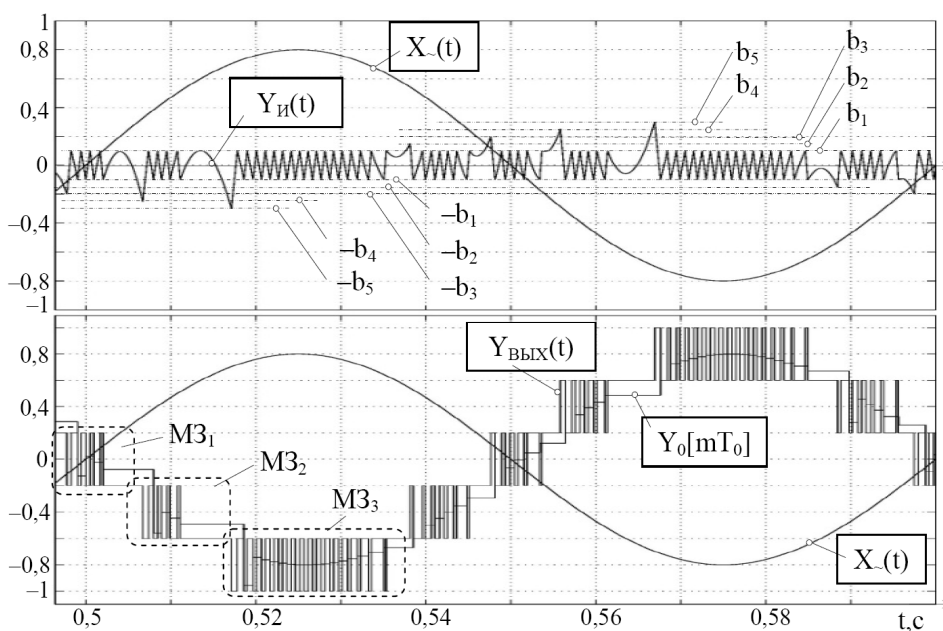 1
0,8
0,4
0
–0,4
–0,8
–1
X~(t)
YИ(t)
b5
b4
b3
b2
b1
–b1
–b2
–b3
–b4
–b5
0,8
0,4
0
–0,4
–0,8
–1
МЗ1
МЗ2
МЗ3
YВЫХ(t)
Y0[mT0]
X~(t)
0,5
0,52
0,54
0,56
0,58
t,c